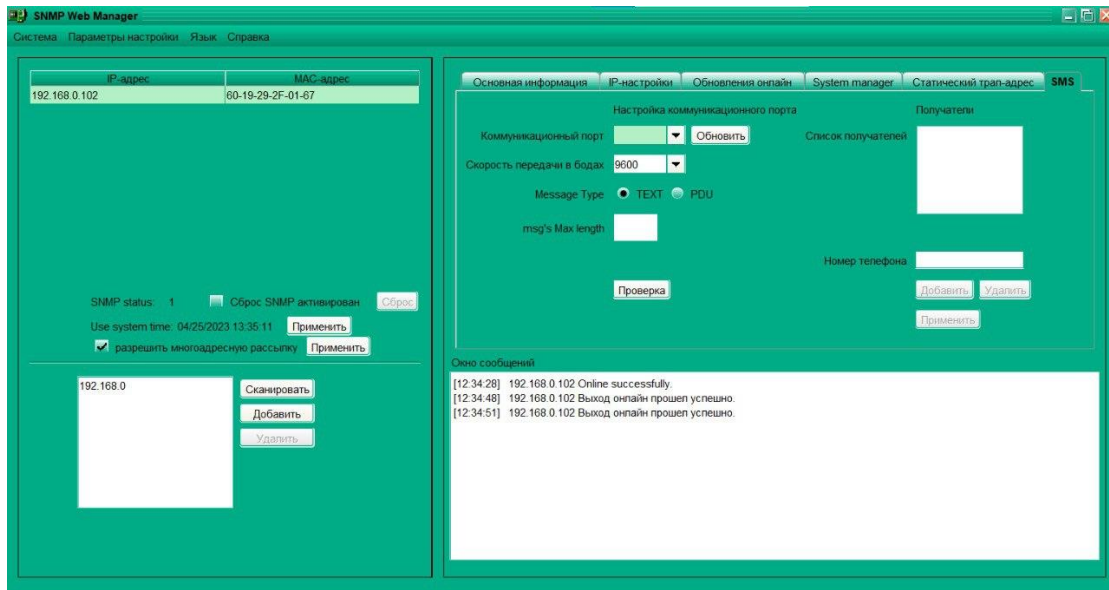 SNMP Web Manager
Система Параметры настройки Язык Справка
IP-адрес MAC-адрес
192.168.0.102 60-19-29-2F-01-67
SNMP status: 1 Сброс SNMP активирован Сброс
Use system time: 04/25/2023 13:35:11 Применить
разрешить многоадресную рассылку Применить
192.168.0
Сканировать
Добавить
Удалить
Основная информация IP-настройки Обновления онлайн System manager Статический трап-адрес SMS
Настройка коммуникационного порта Получатели
Коммуникационный порт Обновить Список получателей
Скорость передачи в бодах 9600
Message Type TEXT PDU
msg's Max length
Номер телефона
Проверка Добавить Удалить
Применить
Окно сообщений
[12:34:28] 192.168.0.102 Online successfully.
[12:34:48] 192.168.0.102 Выход онлайн прошел успешно.
[12:34:51] 192.168.0.102 Выход онлайн прошел успешно.